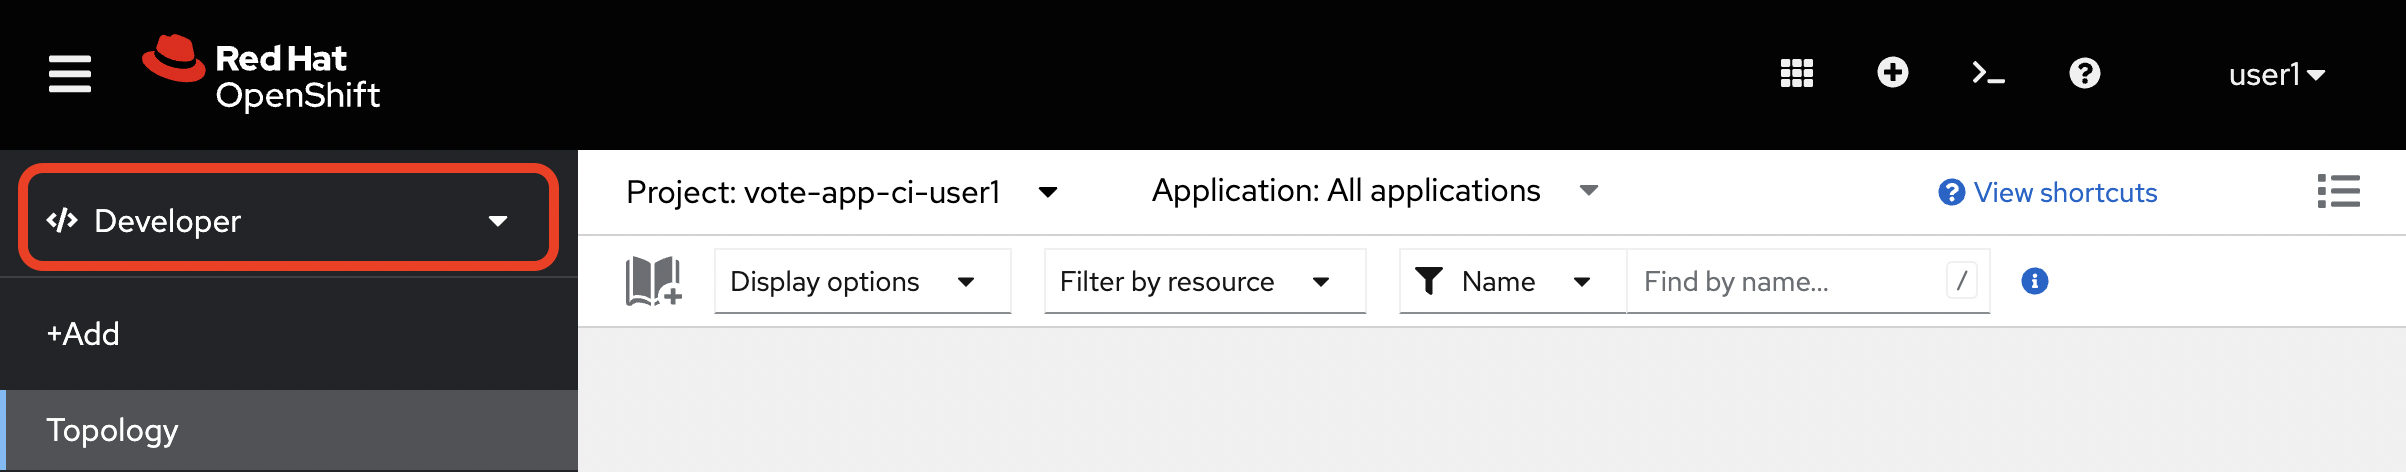 Red Hat
OpenShift
user1
Developer
Project: vote-app-ci-user1
Application: All applications
View shortcuts
Display options
Filter by resource
Name
Find by name...
/
+Add
Topology